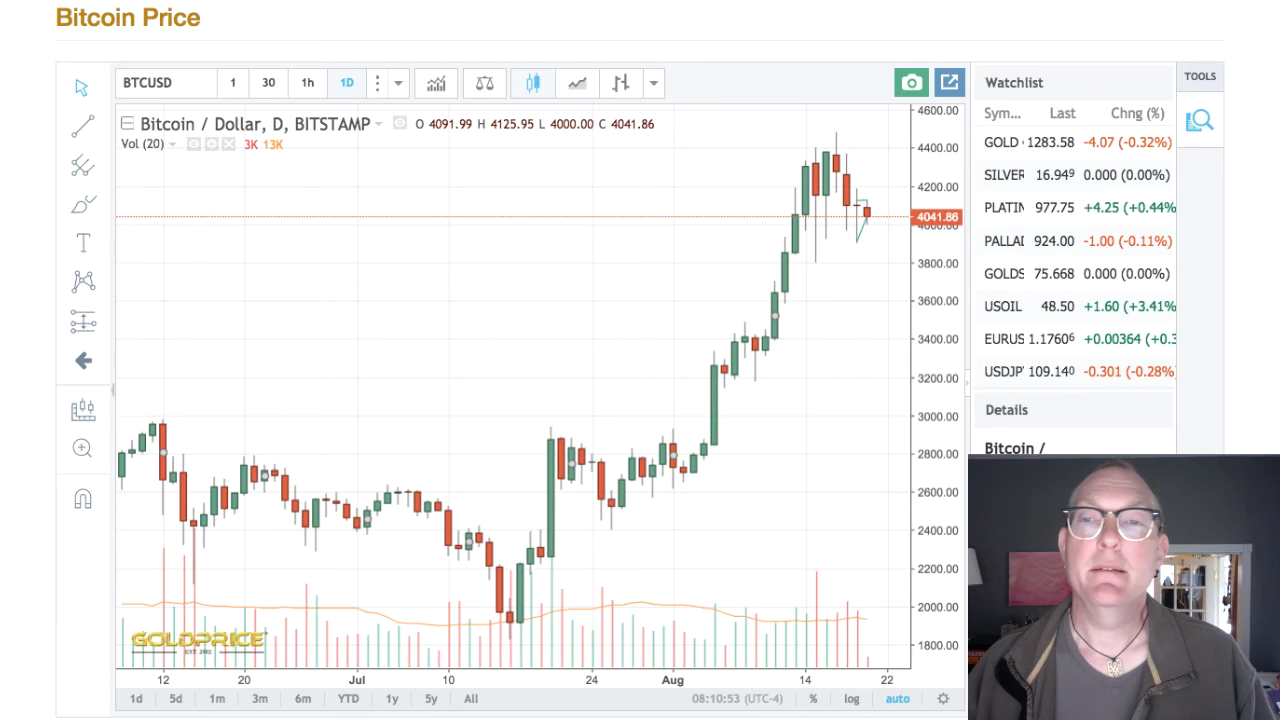 Bitcoin Price
BTCUSD 1 30 1h 1D
Bitcoin / Dollar, D, BITSTAMP O 4091.99 H 4125.95 L 4000.00 C 4041.86
Vol (20) 3K 13K
4600.00
4400.00
4200.00
4041.86
4000.00
3800.00
3600.00
3400.00
3200.00
3000.00
2800.00
2600.00
2400.00
2200.00
2000.00
1800.00
GOLDPRICE
EST 2002
12 20 Jul 10 24 Aug 14 22
1d 5d 1m 3m 6m YTD 1y 5y All 08:10:53 (UTC-4) % log auto
Watchlist
Sym... Last Chng (%)
GOLD 1283.58 -4.07 (-0.32%)
SILVER 16.949 0.000 (0.00%)
PLATIN 977.75 +4.25 (+0.44%
PALLAD 924.00 -1.00 (-0.11%)
GOLDS 75.668 0.000 (0.00%)
USOIL 48.50 +1.60 (+3.41%
EURUS 1.17606 +0.00364 (+0.3
USDJP 109.140 -0.301 (-0.28%)
Details
Bitcoin /
TOOLS